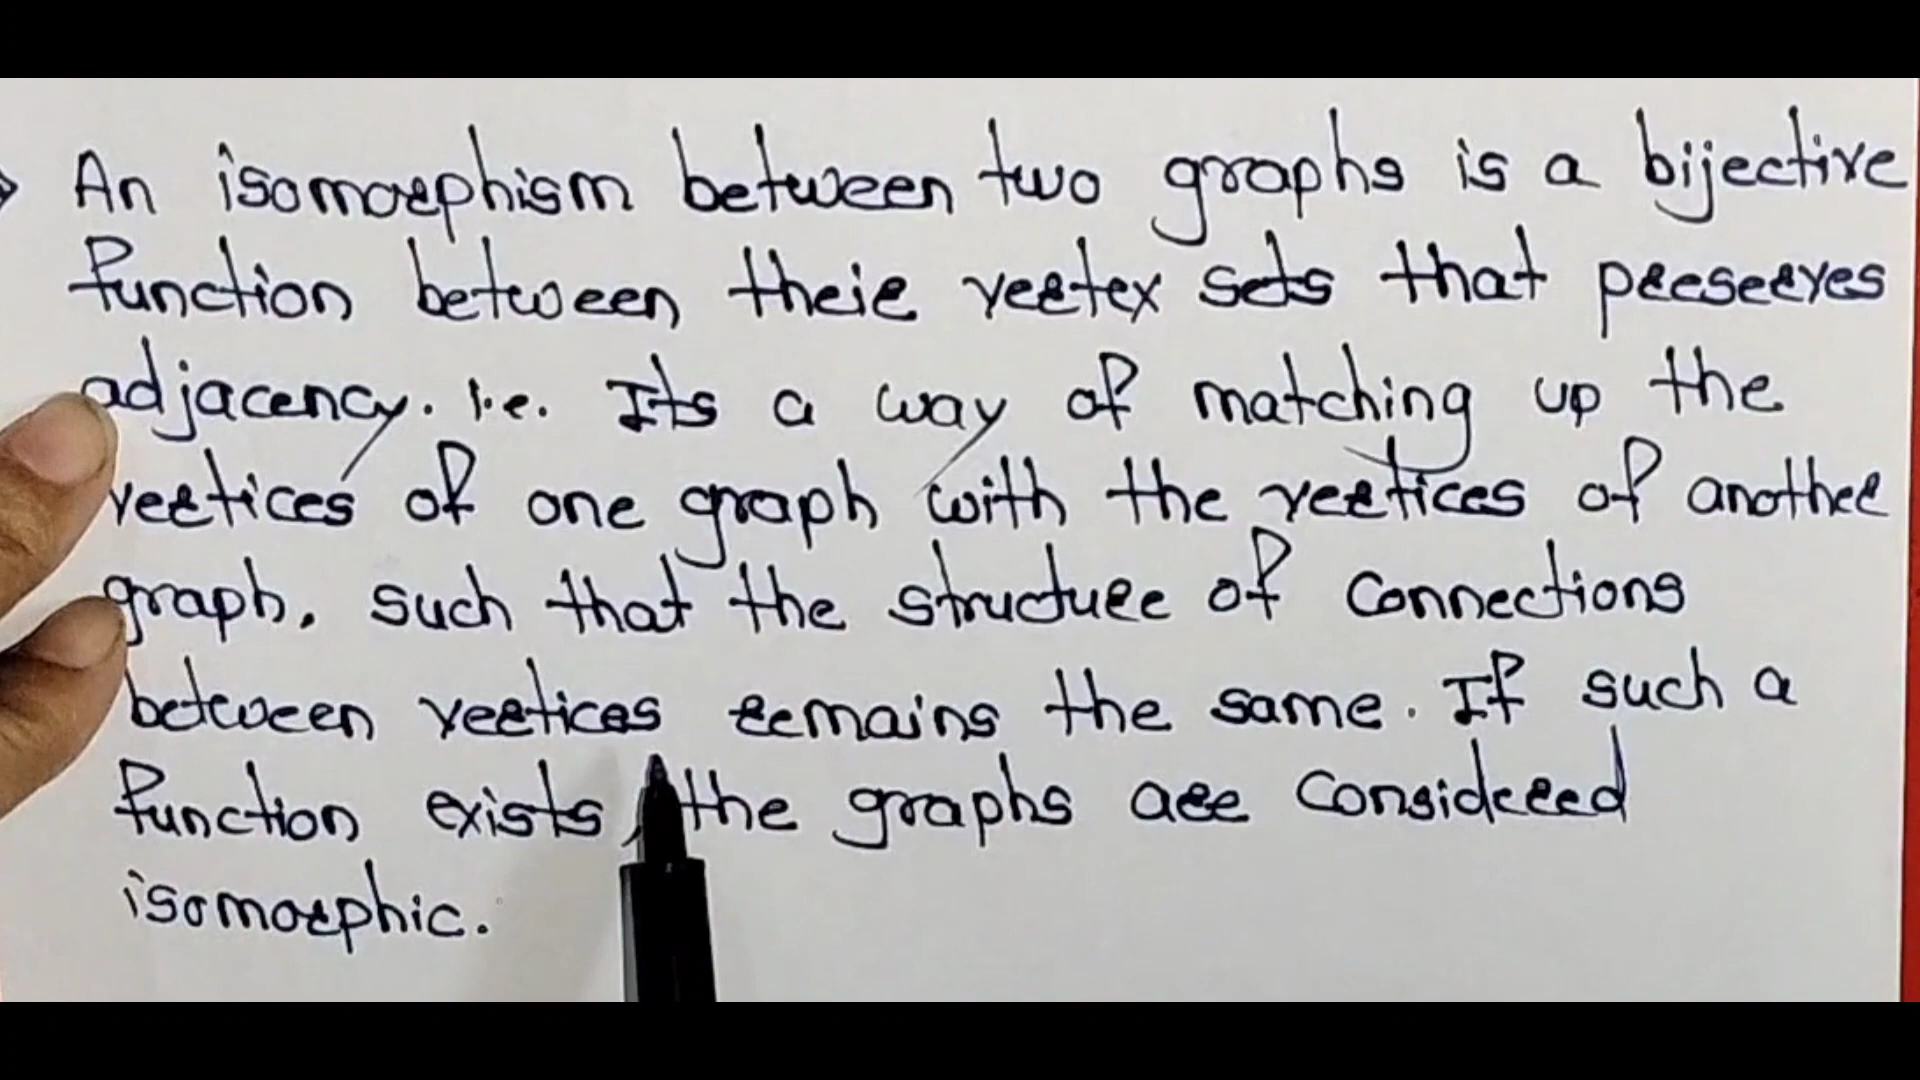 An isomorphism between two graphs is a bijective
function between their vertex sets that preserves
adjacency. i.e. Its a way of matching up the
vertices of one graph with the vertices of another
graph, such that the structure of connections
between vertices remains the same. If such a
function exists, the graphs are considered
isomorphic.